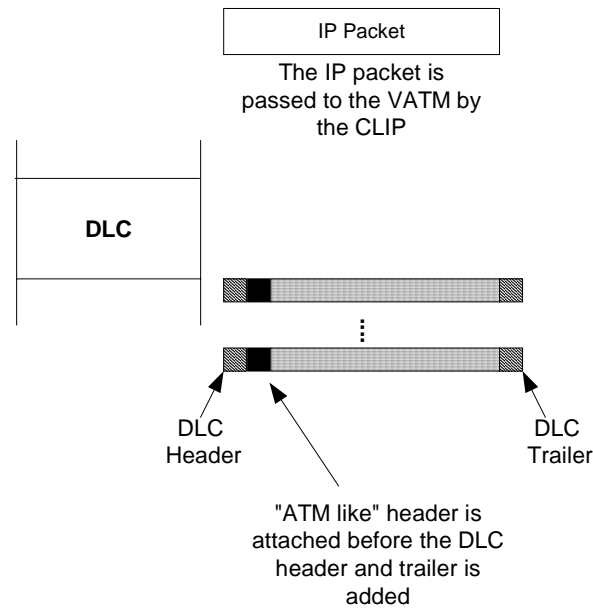 IP Packet
The IP packet is
passed to the VATM by
the CLIP
DLC
DLC
Header
DLC
Trailer
"ATM like" header is
attached before the DLC
header and trailer is
added